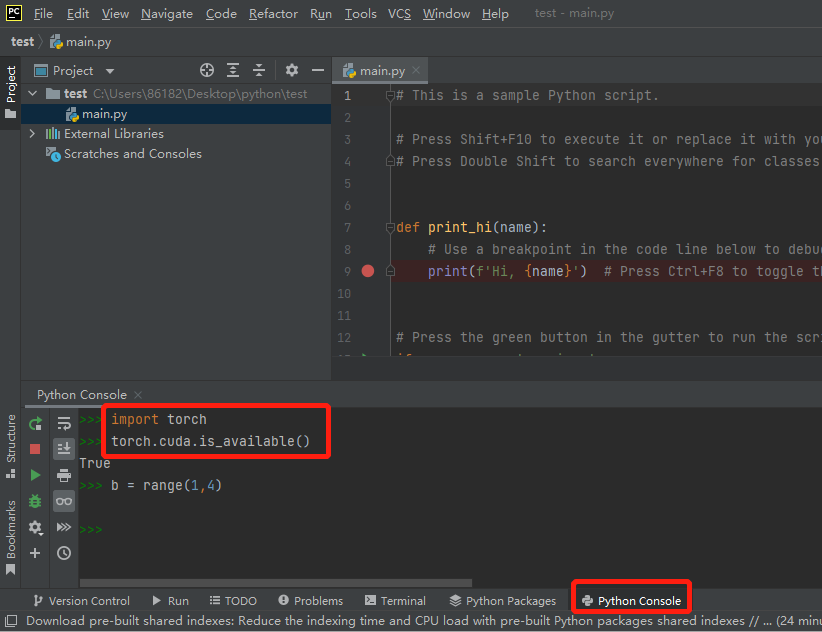 PC File Edit View Navigate Code Refactor Run Tools VCS Window Help test - main.py
test main.py
Project
Project
main.py
test C:\Users\86182\Desktop\python\test
main.py
External Libraries
Scratches and Consoles
1 # This is a sample Python script.
2
3 # Press Shift+F10 to execute it or replace it with you
4 # Press Double Shift to search everywhere for classes
5
6
7 def print_hi(name):
8 # Use a breakpoint in the code line below to debu
9 print(f'Hi, {name}') # Press Ctrl+F8 to toggle th
10
11
12 # Press the green button in the gutter to run the scri
Python Console
Structure
Bookmarks
>>> import torch
>>> torch.cuda.is_available()
True
>>> b = range(1,4)
>>>
Version Control Run TODO Problems Terminal Python Packages Python Console
Download pre-built shared indexes: Reduce the indexing time and CPU load with pre-built Python packages shared indexes // ... (24 minu